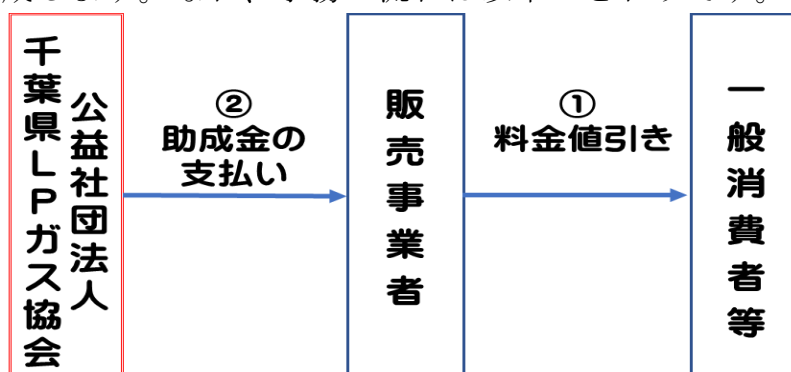 公益社団法人
千葉県LPガス協会
②
助成金の
支払い
販売事業者
①
料金値引き
一般消費者等